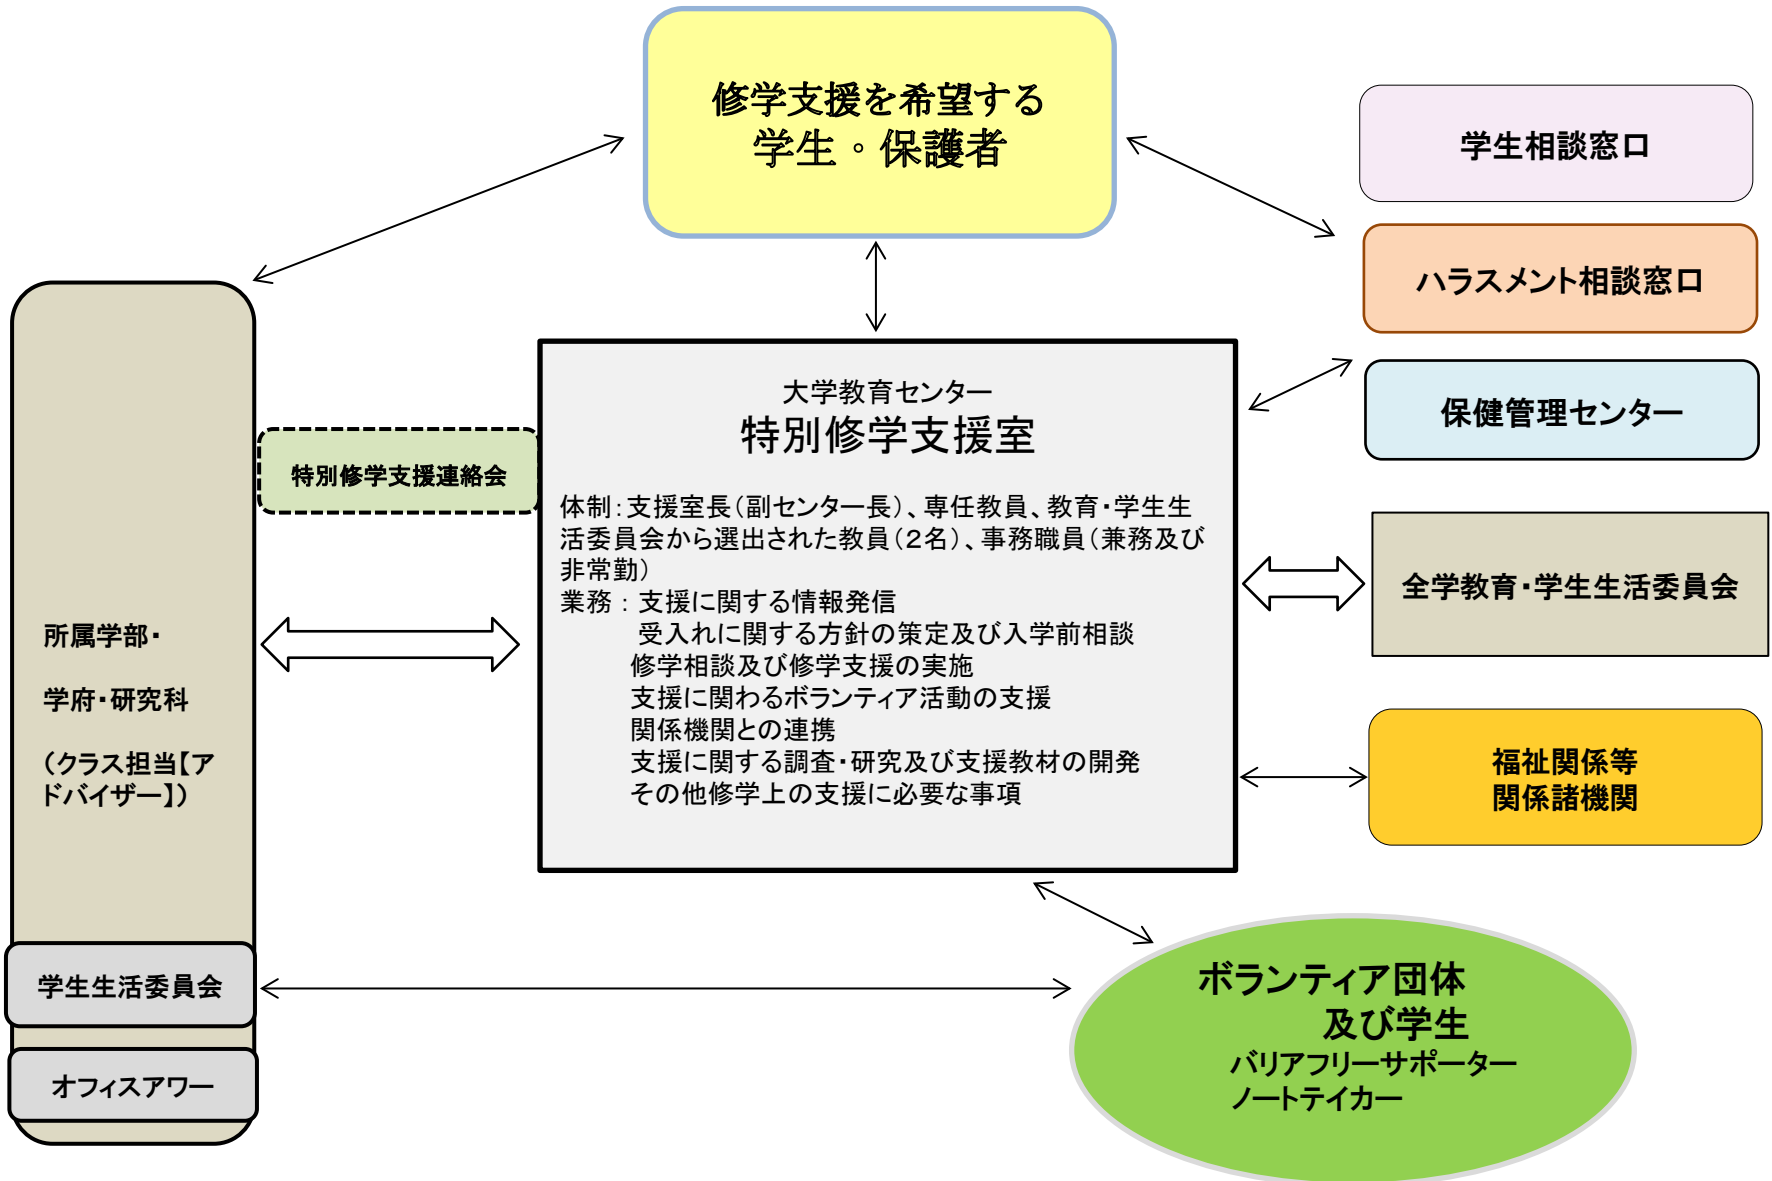 修学支援を希望する
学生。保護者
学生相談窓口
ハラスメント相談窓口
保健管理センター
大学教育センター
特別修学支援室
体制：支援室長（副センター長）、専任教員、教育・学生生
活委員会から選出された教員（２名）、事務職員（兼務及び
非常勤）
業務： 支援に関する情報発信
受入れに関する方針の策定及び入学前相談
修学相談及び修学支援の実施
支援に関わるボランティア活動の支援
関係機関との連携
支援に関する調査・研究及び支援教材の開発
その他修学上の支援に必要な事項
特別修学支援連絡会
全学教育・学生生活委員会
所属学部・
学府・研究科
（クラス担当【ア
ドバイザー】）
福祉関係等
関係諸機関
学生生活委員会
オフィスアワー
ボランティア団体
及び学生
バリアフリーサポーター
ノートテイカー